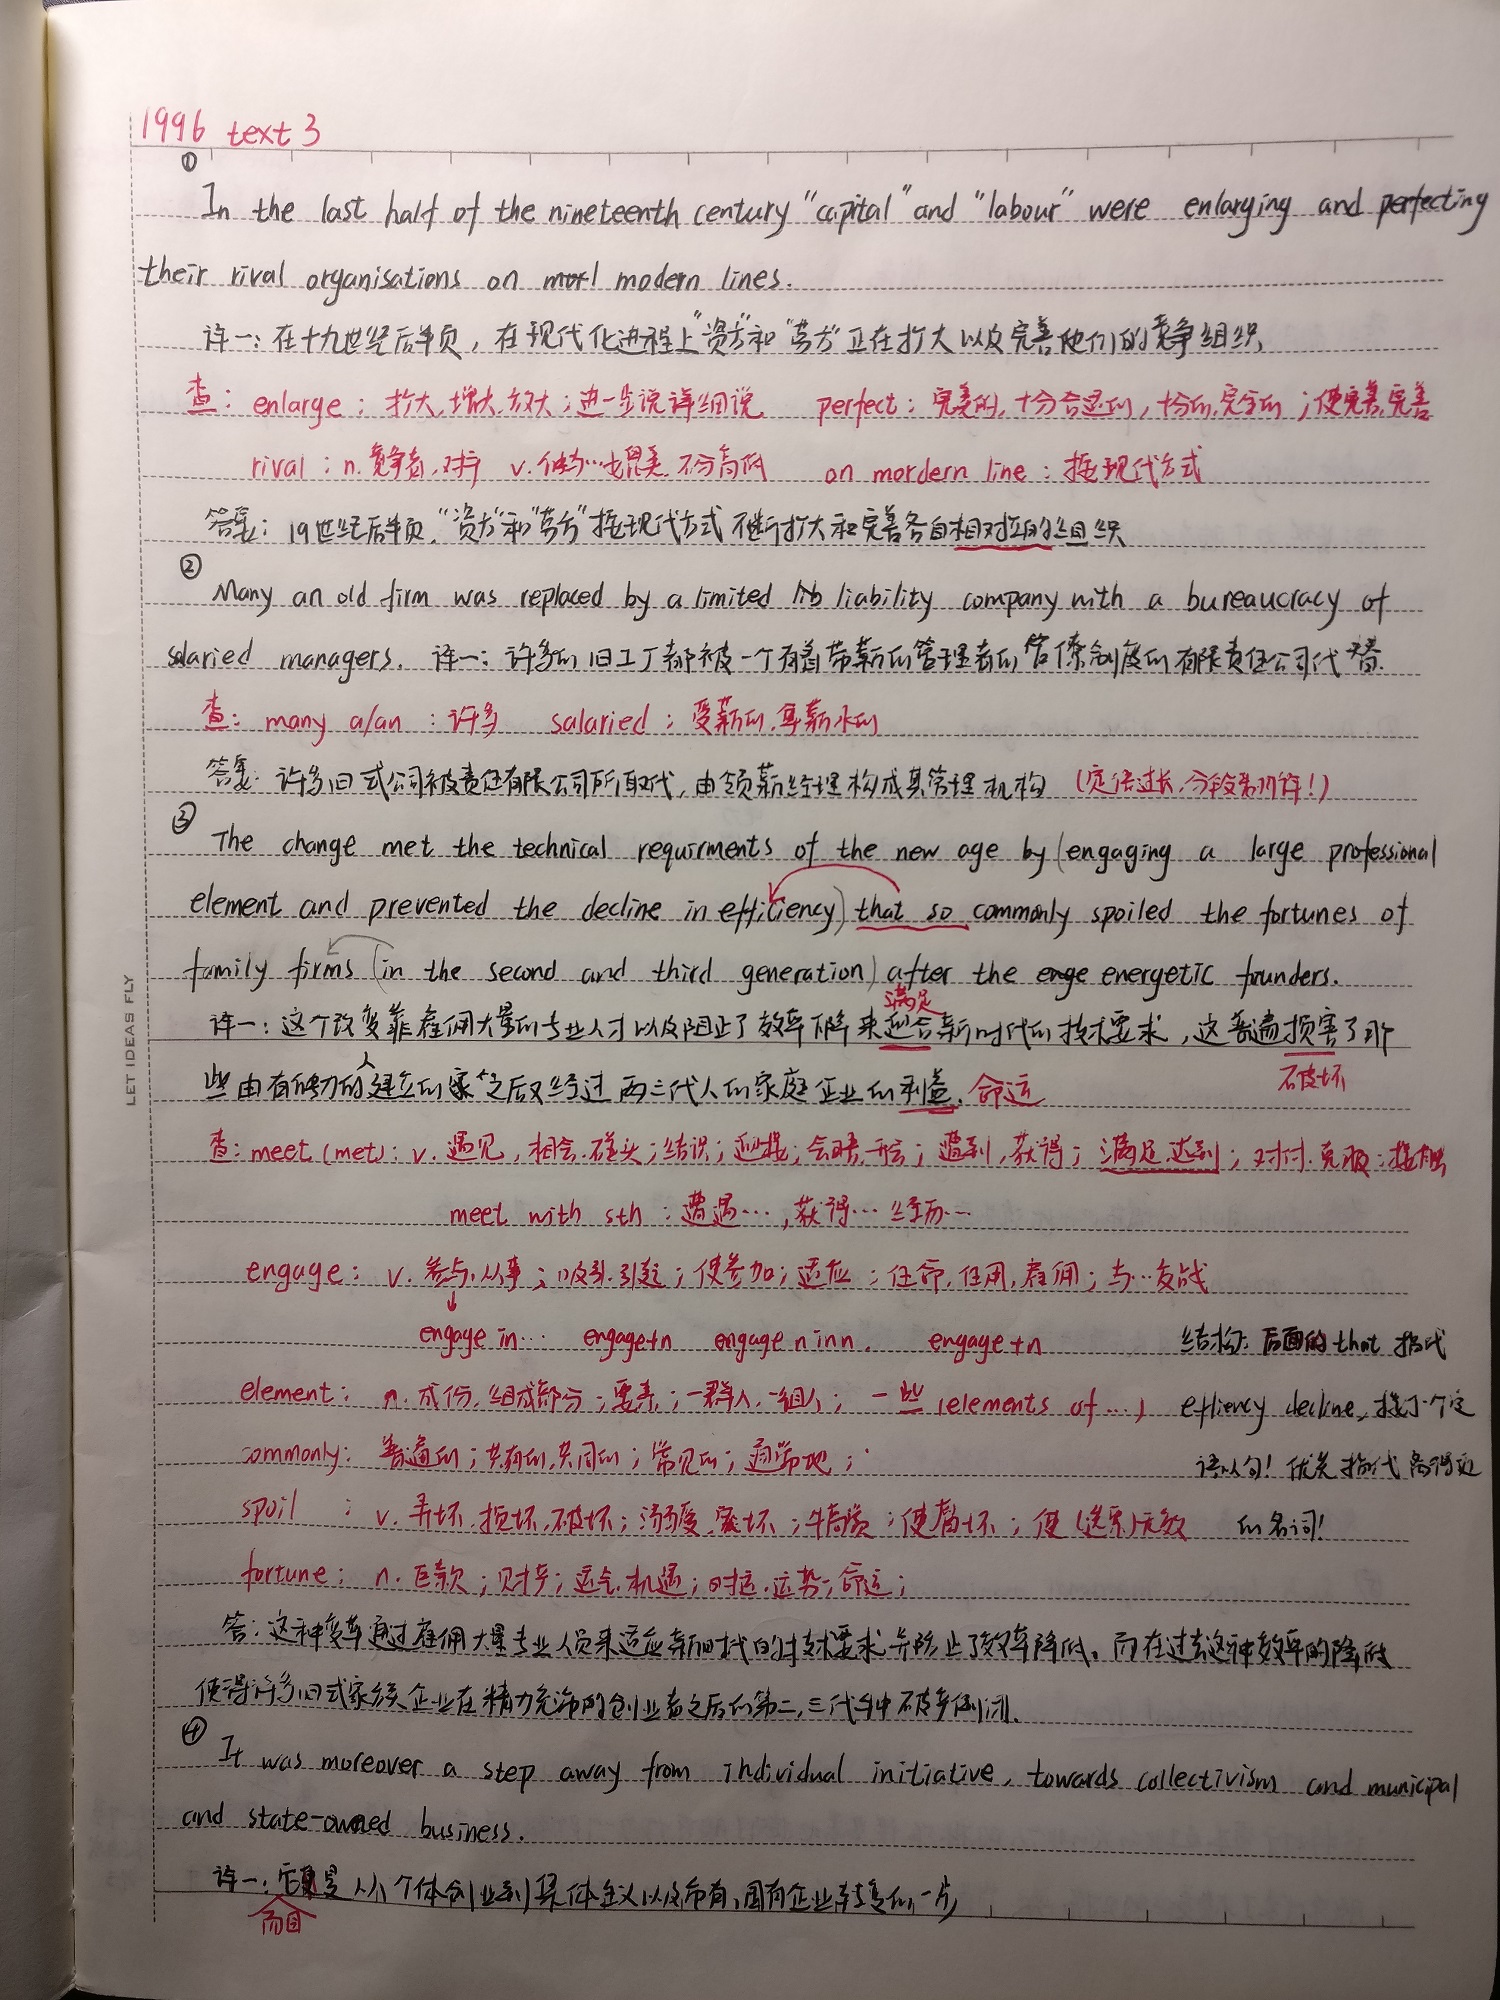 1996 text 3
①
In the last half of the nineteenth century "capital" and "labour" were enlarging and perfecting
their rival organisations on modern lines.
译一：在十九世纪后半页，在现代化进程上"资方"和"劳方"正在扩大以及完善他们的竞争组织.
查：enlarge：扩大，增大，放大；进一步说，详细说 perfect：完美的，十分合适的，十分的，完全的；使完美，完善
rival：n.竞争者，对手 v.使与…媲美，不分高低 on mordern line：按现代方式
答案：19世纪后半页，"资方"和"劳方"按现代方式不断扩大和完善各自相对应的组织
②
Many an old firm was replaced by a limited liability company with a bureaucracy of
salaried managers. 译一：许多的旧工厂都被一个有着带薪的管理者的官僚制度的有限责任公司代替.
查：many a/an：许多 salaried：受薪的，拿薪水的
答案：许多旧式公司被责任有限公司所取代，由领薪经理构成其管理机构 (定语过长，分段翻译！)
③
The change met the technical requirments of the new age by (engaging a large professional
element and prevented the decline in efficiency) that so commonly spoiled the fortunes of
family firms (in the second and third generation) after the energetic founders.
满足
译一：这个改变靠雇佣大量的专业人才以及阻止了效率下降来迎合新时代的技术要求，这普遍损害了那
些由有能力的人建立的家之后又经过两三代人的家庭企业的利益. 命运
破坏
查：meet (met)：v.遇见，相会，碰头；结识；迎接；会晤，开会；遭到，获得；满足，达到；对付，克服；接触
meet with sth：遭遇…，获得…经历…
engage：v.参与，从事；吸引，引起；使参加；适应；任命，任用，雇佣；与…交战
engage in… engage+n engage n in n. engage+n 结构：后面的that指代
element：n.成份，组成部分；要素；一群人，一组人；一些(elements of…) effiency decline，接了个定
commonly：普遍的；共有的，共同的；常见的；通常地； 语从句！优先指代离得近
spoil：v.弄坏，损坏，破坏；溺爱，宠坏；使腐坏；使(选票)无效 的名词！
fortune：n.巨款；财产；运气，机遇；时运，运势；命运；
答：这种变革通过雇佣大量专业人员来适应新时代的技术要求并防止了效率降低，而在过去这种效率的降低
使得许多旧式家族企业在精力充沛的创业者之后的第二，三代手中破产倒闭.
④
It was moreover a step away from individual initiative, towards collectivism and municipal
and state-owned business.
译一：它是从个体创业到集体主义以及市有，国有企业转变的一步
而且
LET IDEAS FLY